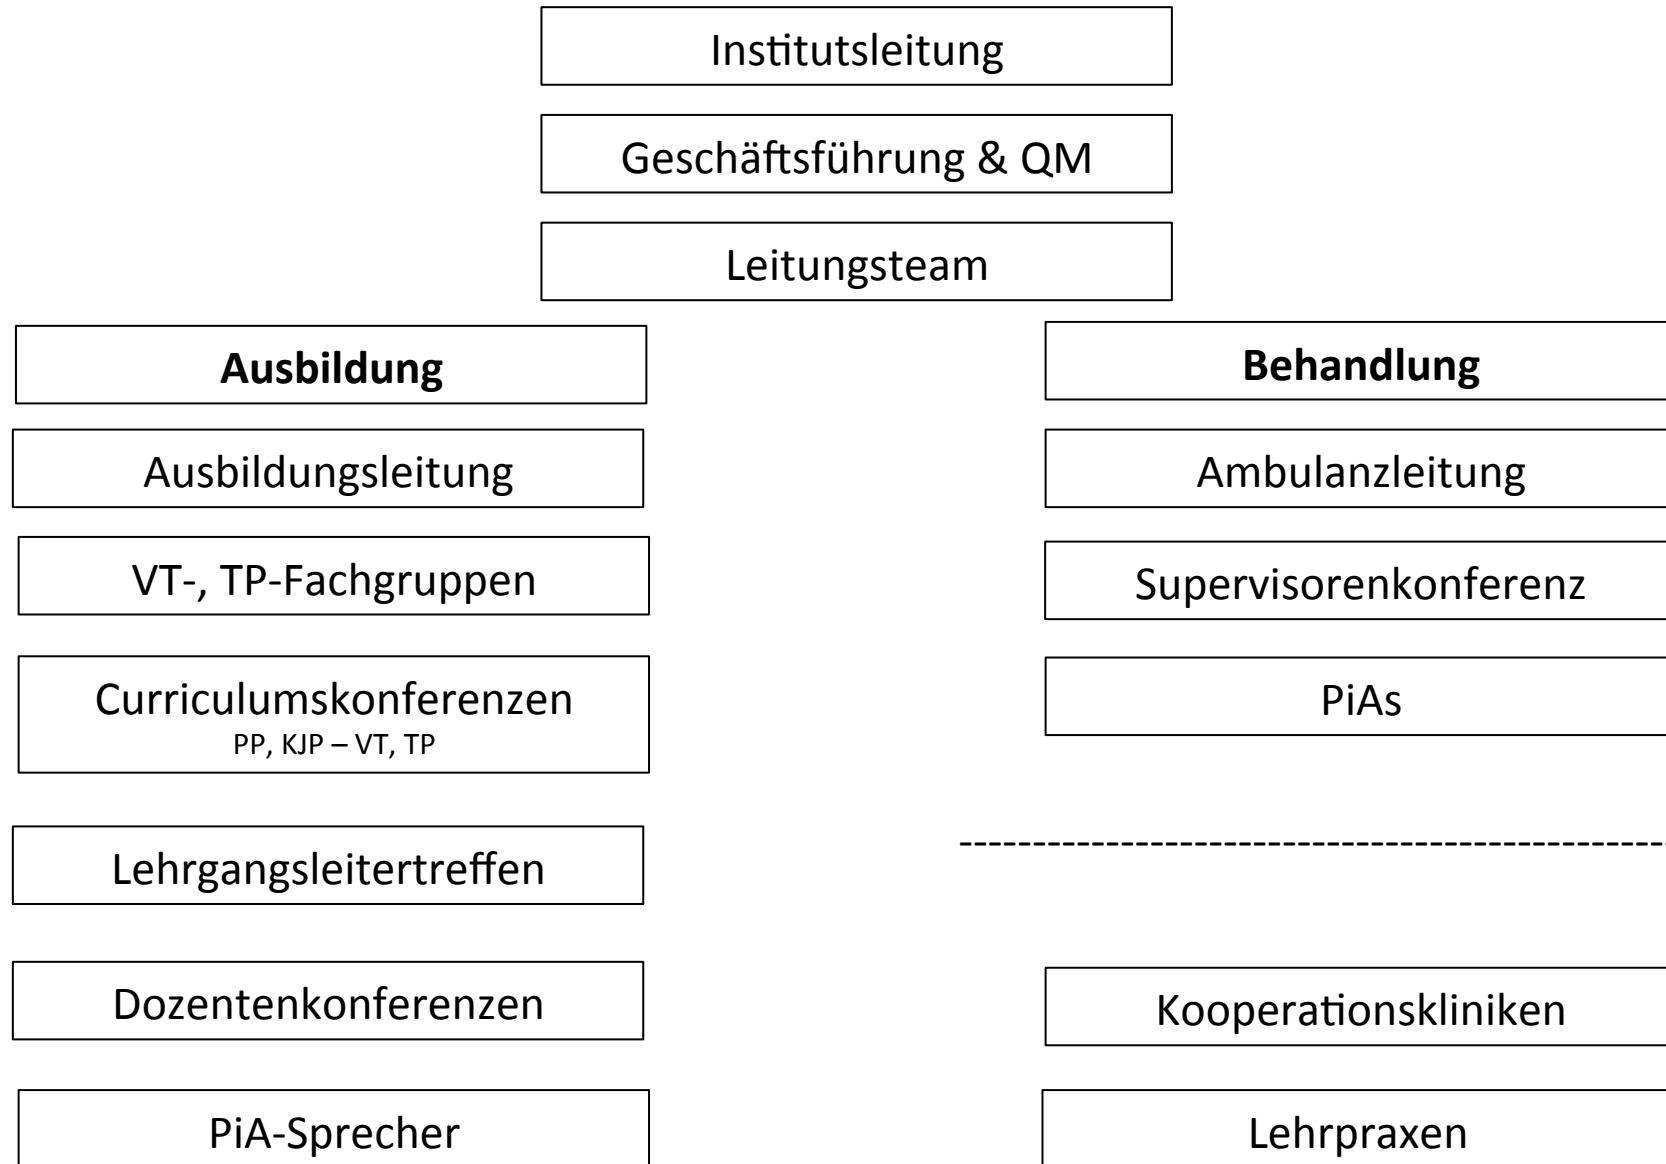 Institutsleitung
Geschäftsführung & QM
Leitungsteam
Ausbildung
Ausbildungsleitung
VT-, TP-Fachgruppen
Curriculumskonferenzen
PP, KJP – VT, TP
Lehrgangsleitertreffen
Dozentenkonferenzen
PiA-Sprecher
Behandlung
Ambulanzleitung
Supervisorenkonferenz
PiAs
Kooperationskliniken
Lehrpraxen